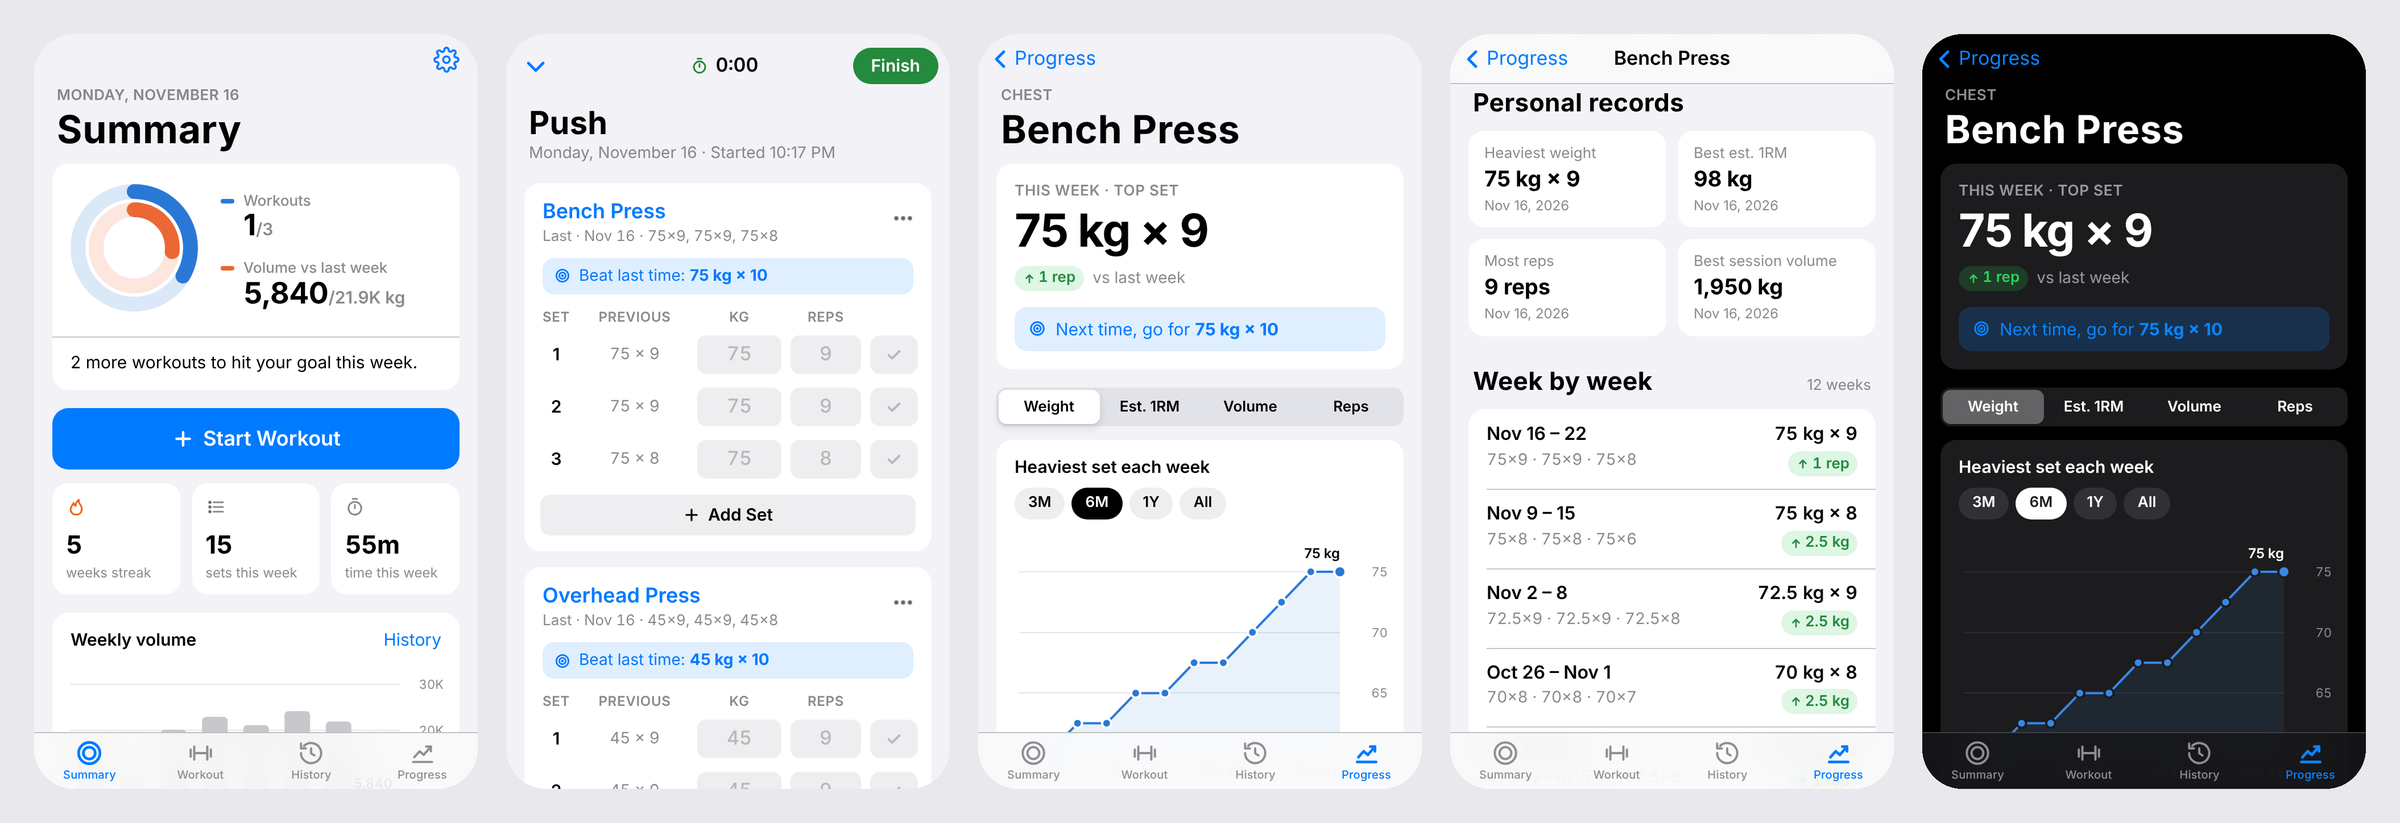 MONDAY, NOVEMBER 16
Summary
Workouts
1/3
Volume vs last week
5,840/21.9K kg
2 more workouts to hit your goal this week.
+ Start Workout
5
weeks streak
15
sets this week
55m
time this week
Weekly volume
History
30K
20K
5,840
Summary
Workout
History
Progress
0:00
Finish
Push
Monday, November 16 · Started 10:17 PM
Bench Press
Last · Nov 16 · 75×9, 75×9, 75×8
Beat last time: 75 kg × 10
SET PREVIOUS KG REPS
1 75 × 9 75 9
2 75 × 9 75 9
3 75 × 8 75 8
+ Add Set
Overhead Press
Last · Nov 16 · 45×9, 45×9, 45×8
Beat last time: 45 kg × 10
SET PREVIOUS KG REPS
1 45 × 9 45 9
2 45 × 9 45 9
Progress
CHEST
Bench Press
THIS WEEK · TOP SET
75 kg × 9
↑ 1 rep vs last week
Next time, go for 75 kg × 10
Weight Est. 1RM Volume Reps
Heaviest set each week
3M 6M 1Y All
75 kg
75
70
65
Summary
Workout
History
Progress
Progress
Bench Press
Personal records
Heaviest weight
75 kg × 9
Nov 16, 2026
Best est. 1RM
98 kg
Nov 16, 2026
Most reps
9 reps
Nov 16, 2026
Best session volume
1,950 kg
Nov 16, 2026
Week by week
12 weeks
Nov 16 – 22 75 kg × 9
75×9 · 75×9 · 75×8 ↑ 1 rep
Nov 9 – 15 75 kg × 8
75×8 · 75×8 · 75×6 ↑ 2.5 kg
Nov 2 – 8 72.5 kg × 9
72.5×9 · 72.5×9 · 72.5×8 ↑ 2.5 kg
Oct 26 – Nov 1 70 kg × 8
70×8 · 70×8 · 70×7 ↑ 2.5 kg
Summary
Workout
History
Progress
Progress
CHEST
Bench Press
THIS WEEK · TOP SET
75 kg × 9
↑ 1 rep vs last week
Next time, go for 75 kg × 10
Weight Est. 1RM Volume Reps
Heaviest set each week
3M 6M 1Y All
75 kg
75
70
65
Summary
Workout
History
Progress